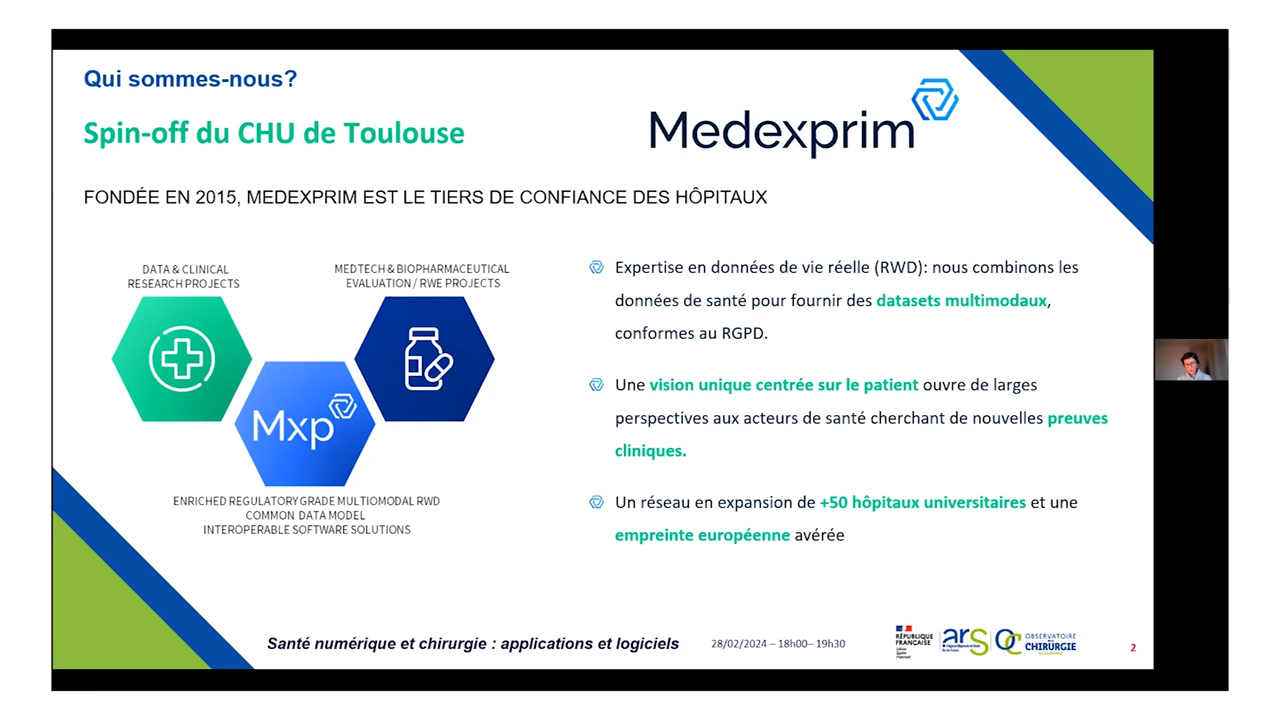 Qui sommes-nous?
Spin-off du CHU de Toulouse
Medexprim
FONDÉE EN 2015, MEDEXPRIM EST LE TIERS DE CONFIANCE DES HÔPITAUX
DATA & CLINICAL
RESEARCH PROJECTS
MEDTECH & BIOPHARMACEUTICAL
EVALUATION / RWE PROJECTS
Mxp
ENRICHED REGULATORY GRADE MULTIOMODAL RWD
COMMON DATA MODEL
INTEROPERABLE SOFTWARE SOLUTIONS
Expertise en données de vie réelle (RWD): nous combinons les
données de santé pour fournir des datasets multimodaux,
conformes au RGPD.
Une vision unique centrée sur le patient ouvre de larges
perspectives aux acteurs de santé cherchant de nouvelles preuves
cliniques.
Un réseau en expansion de +50 hôpitaux universitaires et une
empreinte européenne avérée
Santé numérique et chirurgie : applications et logiciels
28/02/2024 – 18h00– 19h30
RÉPUBLIQUE
FRANÇAISE
Liberté
Égalité
Fraternité
ars
OC
OBSERVATOIRE
CHIRURGIE
2